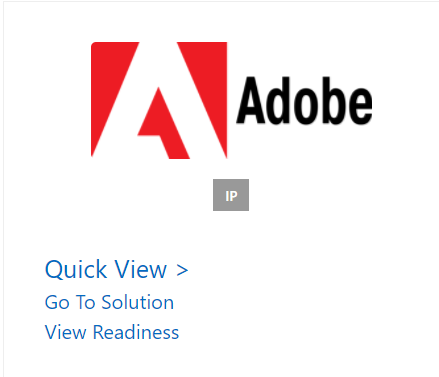 Adobe
IP
Quick View >
Go To Solution
View Readiness